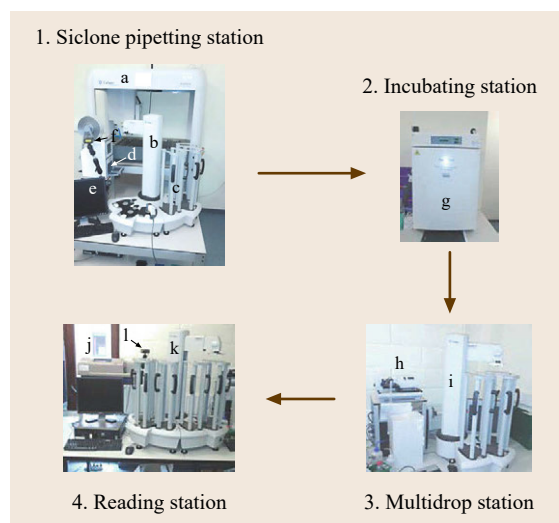 1. Siclone pipetting station
2. Incubating station
a
f
b
d
c
e
g
l
j
k
h
i
4. Reading station
3. Multidrop station